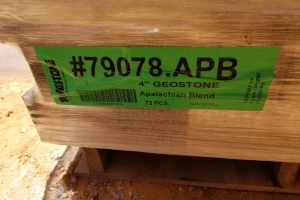 #79078.APB
4" GEOSTONE
Apalachian Blend
72 PCS.